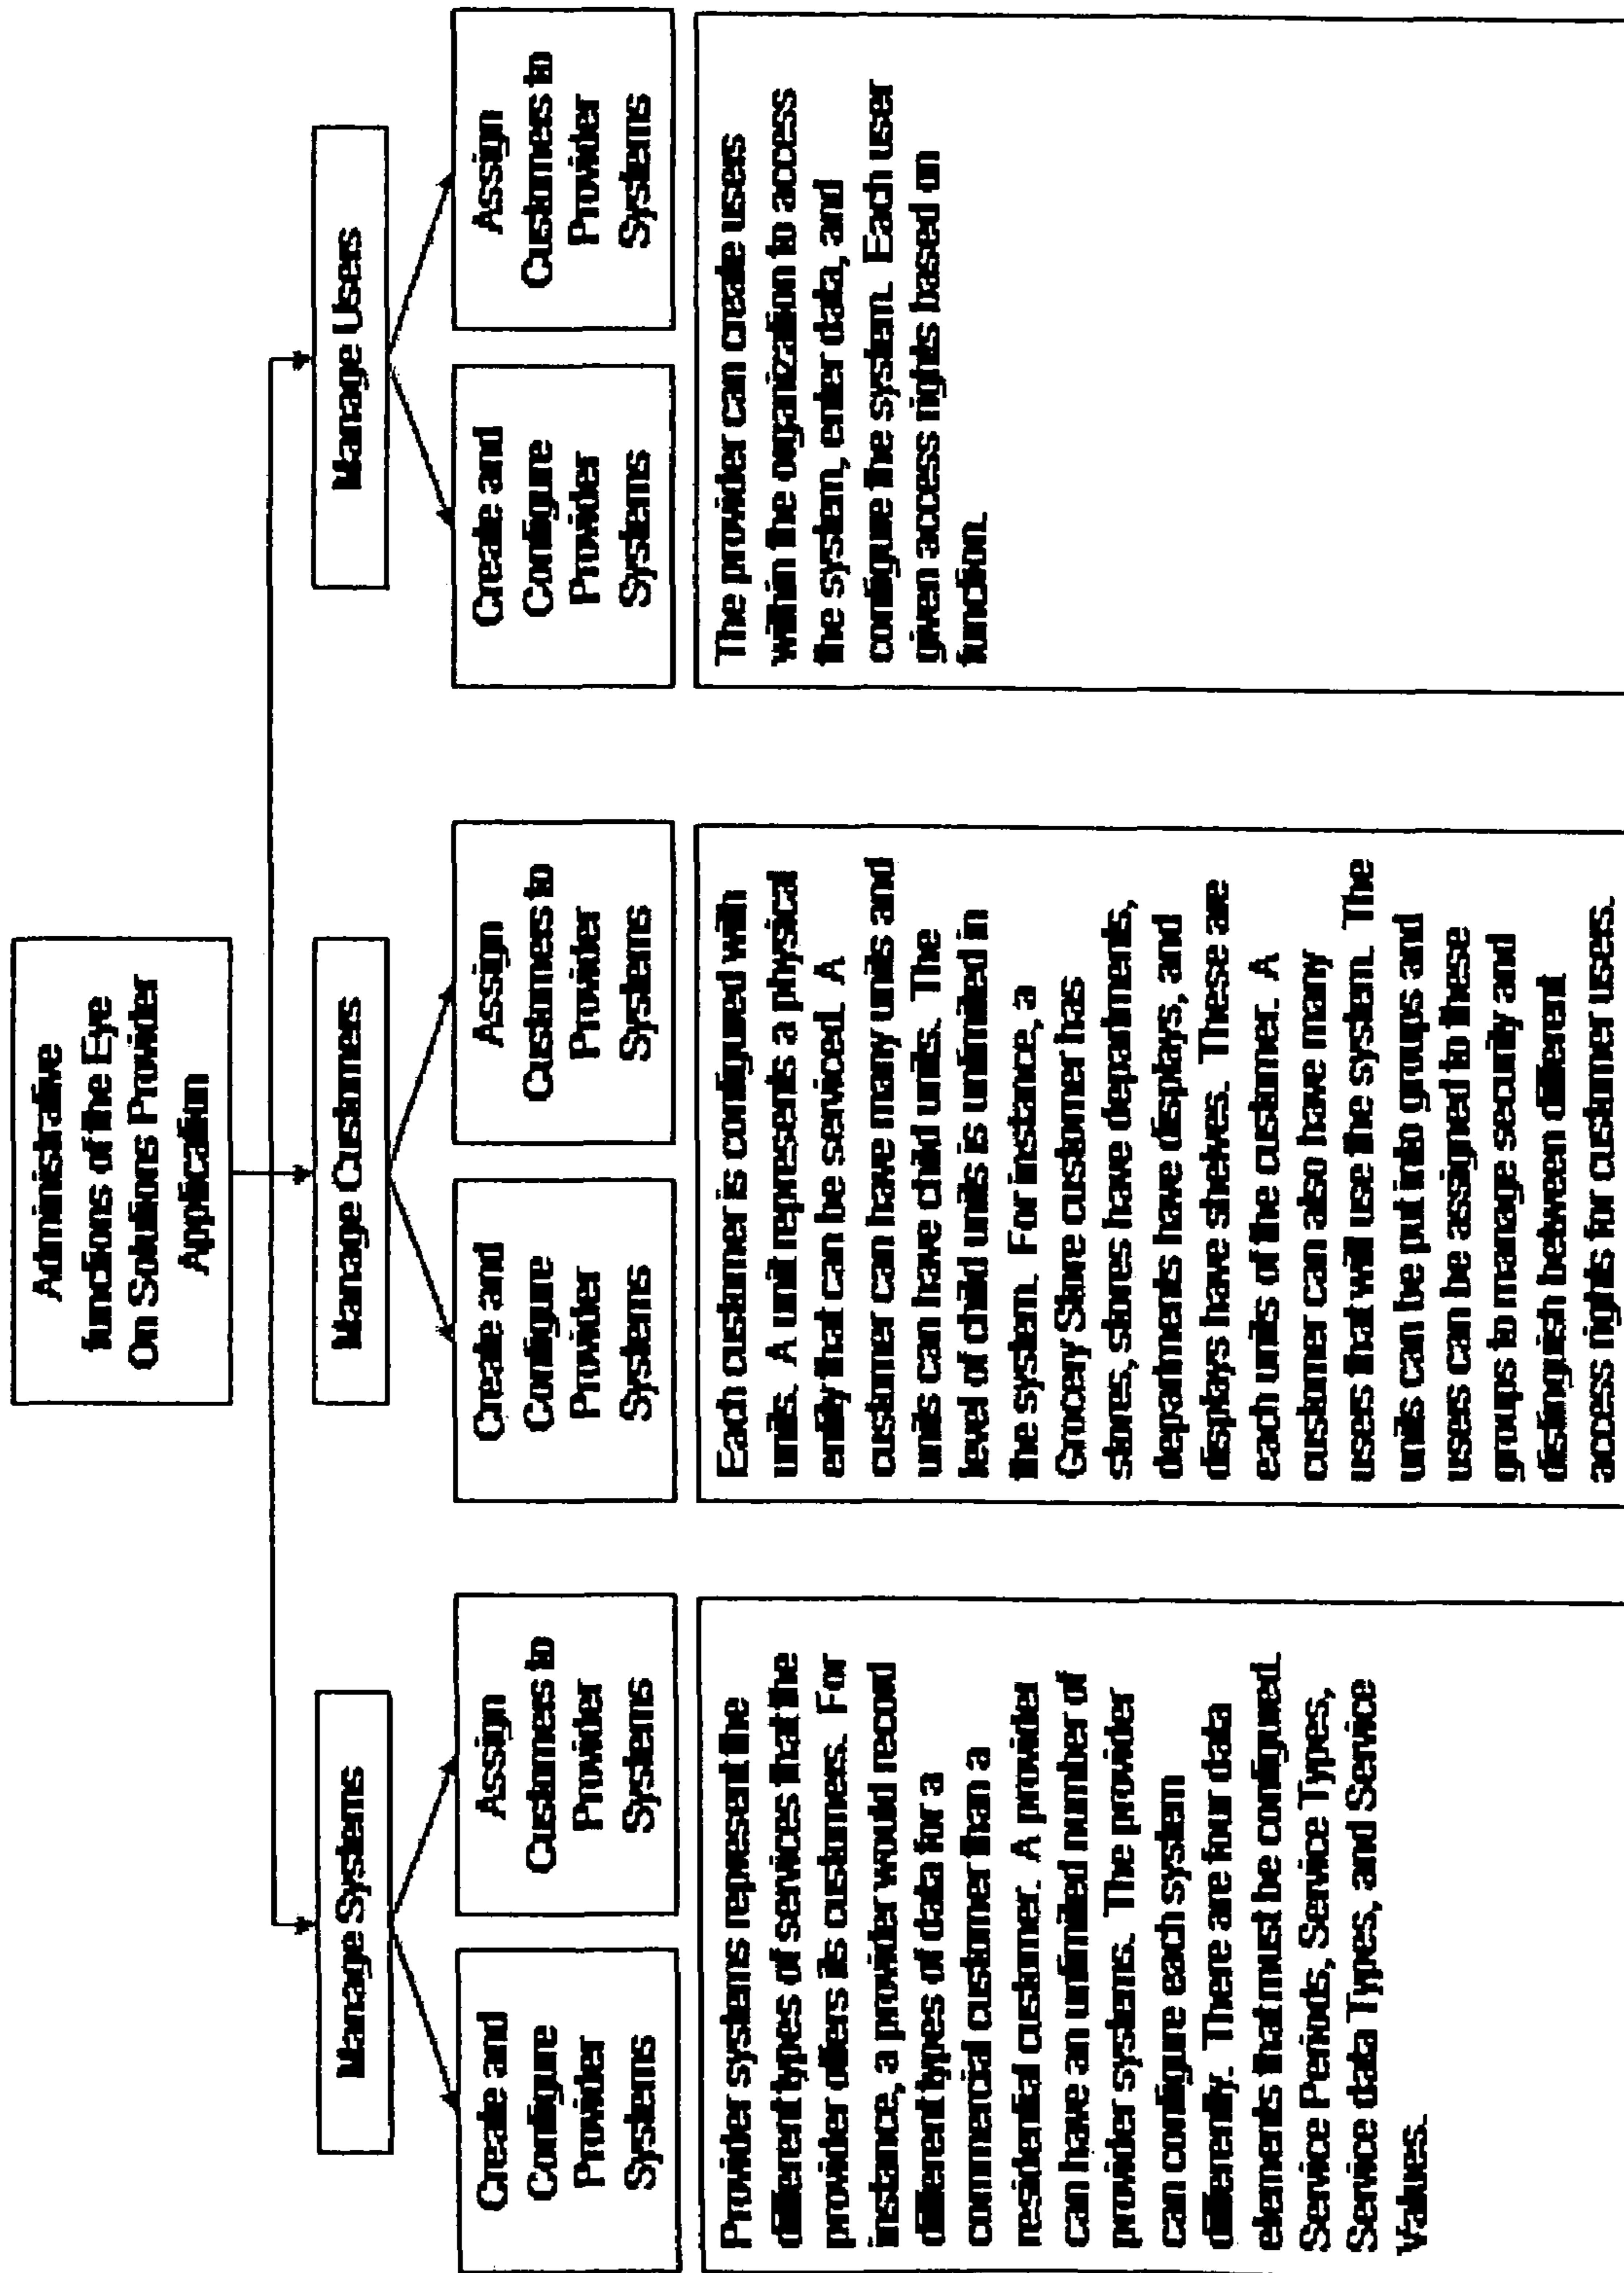 Administrative
functions of the Eye
On Solutions Provider
Application
Manage Systems
Manage Customers
Manage Users
Create and
Configure
Provider
Systems
Assign
Customers to
Provider
Systems
Create and
Configure
Provider
Systems
Assign
Customers to
Provider
Systems
Create and
Configure
Provider
Systems
Assign
Customers to
Provider
Systems
Provider systems represent the
different types of services that the
provider offers its customers. For
instance, a provider would record
different types of data for a
commercial customer than a
residential customer. A provider
can have an unlimited number of
provider systems. The provider
can configure each system
differently. There are four data
elements that must be configured.
Service Periods, Service Types,
Service data Types, and Service
Values.
Each customer is configured with
units. A unit represents a physical
entity that can be serviced. A
customer can have many units and
units can have child units. The
level of child units is unlimited in
the system. For instance, a
Grocery Store customer has
stores, stores have departments,
departments have displays, and
displays have shelves. These are
each units of the customer. A
customer can also have many
users that will use the system. The
units can be put into groups and
users can be assigned to these
groups to manage security and
distinguish between different
access rights for customer users.
The provider can create users
within the organization to access
the system, enter data, and
configure the system. Each user
given access rights based on
function.